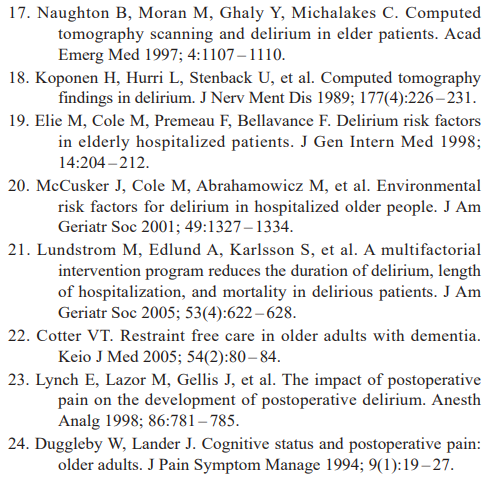 17. Naughton B, Moran M, Ghaly Y, Michalakes C. Computed
tomography scanning and delirium in elder patients. Acad
Emerg Med 1997; 4:1107–1110.
18. Koponen H, Hurri L, Stenback U, et al. Computed tomography
findings in delirium. J Nerv Ment Dis 1989; 177(4):226–231.
19. Elie M, Cole M, Premeau F, Bellavance F. Delirium risk factors
in elderly hospitalized patients. J Gen Intern Med 1998;
14:204–212.
20. McCusker J, Cole M, Abrahamowicz M, et al. Environmental
risk factors for delirium in hospitalized older people. J Am
Geriatr Soc 2001; 49:1327–1334.
21. Lundstrom M, Edlund A, Karlsson S, et al. A multifactorial
intervention program reduces the duration of delirium, length
of hospitalization, and mortality in delirious patients. J Am
Geriatr Soc 2005; 53(4):622–628.
22. Cotter VT. Restraint free care in older adults with dementia.
Keio J Med 2005; 54(2):80–84.
23. Lynch E, Lazor M, Gellis J, et al. The impact of postoperative
pain on the development of postoperative delirium. Anesth
Analg 1998; 86:781–785.
24. Duggleby W, Lander J. Cognitive status and postoperative pain:
older adults. J Pain Symptom Manage 1994; 9(1):19–27.